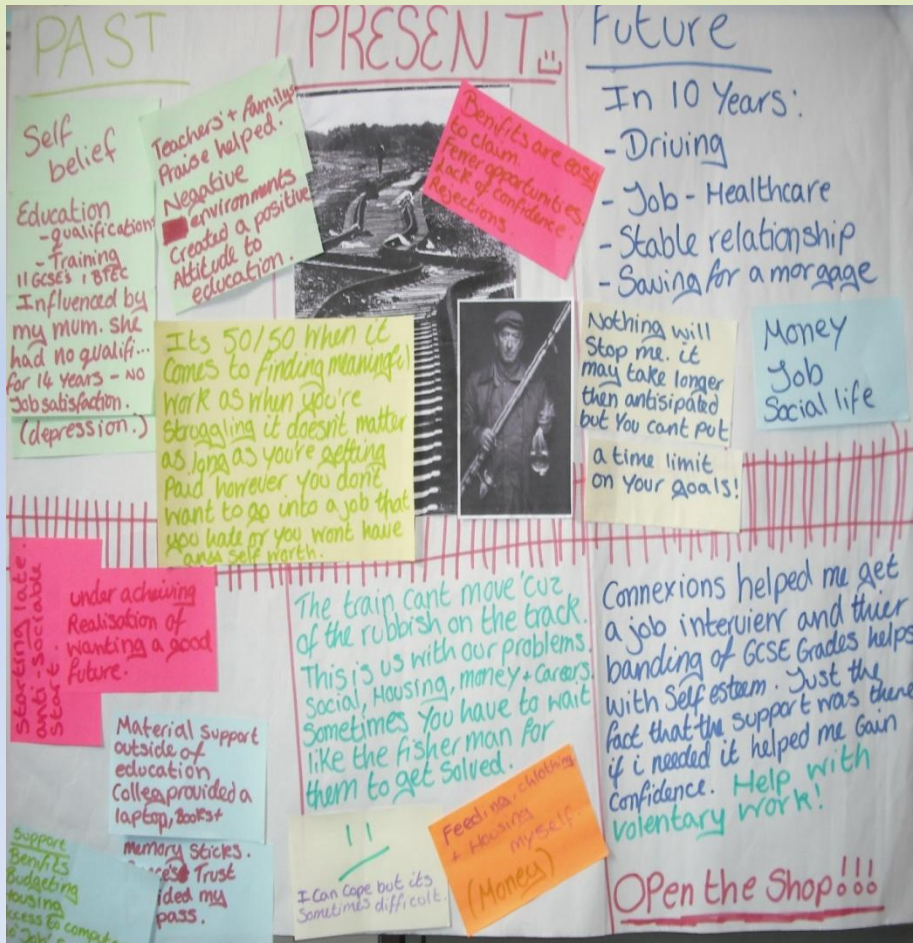 PAST
Self
belief
Education
- qualifications
- Training
11 GCSE's 1 BTEC
Influenced by
my mum. she
had no qualifi...
for 14 years - NO
Job satisfaction.
(depression.)
Teachers + Familys
Praise helped.
Negative
environments
Created a positive
Attitude to
education.
Its 50/50 when it
comes to finding meaningful
work as when you're
struggling it doesn't matter
as long as you're getting
Paid however you don't
want to go into a job that
you hate or you wont have
any self worth.
starting late.
anti-sociable
start.
under acheiving
Realisation of
wanting a good
future.
Material support
outside of
education
College provided a
laptop, Books +
memory sticks.
Trust
my
pass.
Support
Benifits
Budgeting
PRESENT
Benifits are easy
to claim.
Fewer opportunities.
Lack of confidence.
Rejections.
The train cant move 'cuz
of the rubbish on the track.
This is us with our problems.
Social, Housing, money + Careers.
Sometimes you have to wait
like the fisher man for
them to get solved.
I Can Cope but its
Sometimes difficult.
Feeding, chlothing
+ Housing
myself.
(Money)
Future
In 10 Years:
- Driving
- Job - Healthcare
- Stable relationship
- Saving for a morgage
Nothing will
Stop me. it
may take longer
then antisipated
but You cant put
a time limit
on Your goals!
Money
Job
Social life
Connexions helped me get
a job interview and thier
banding of GCSE Grades helps
with Self esteem. Just the
fact that the support was there
if i needed it helped me Gain
confidence. Help with
volentary work!
Open the Shop!!!